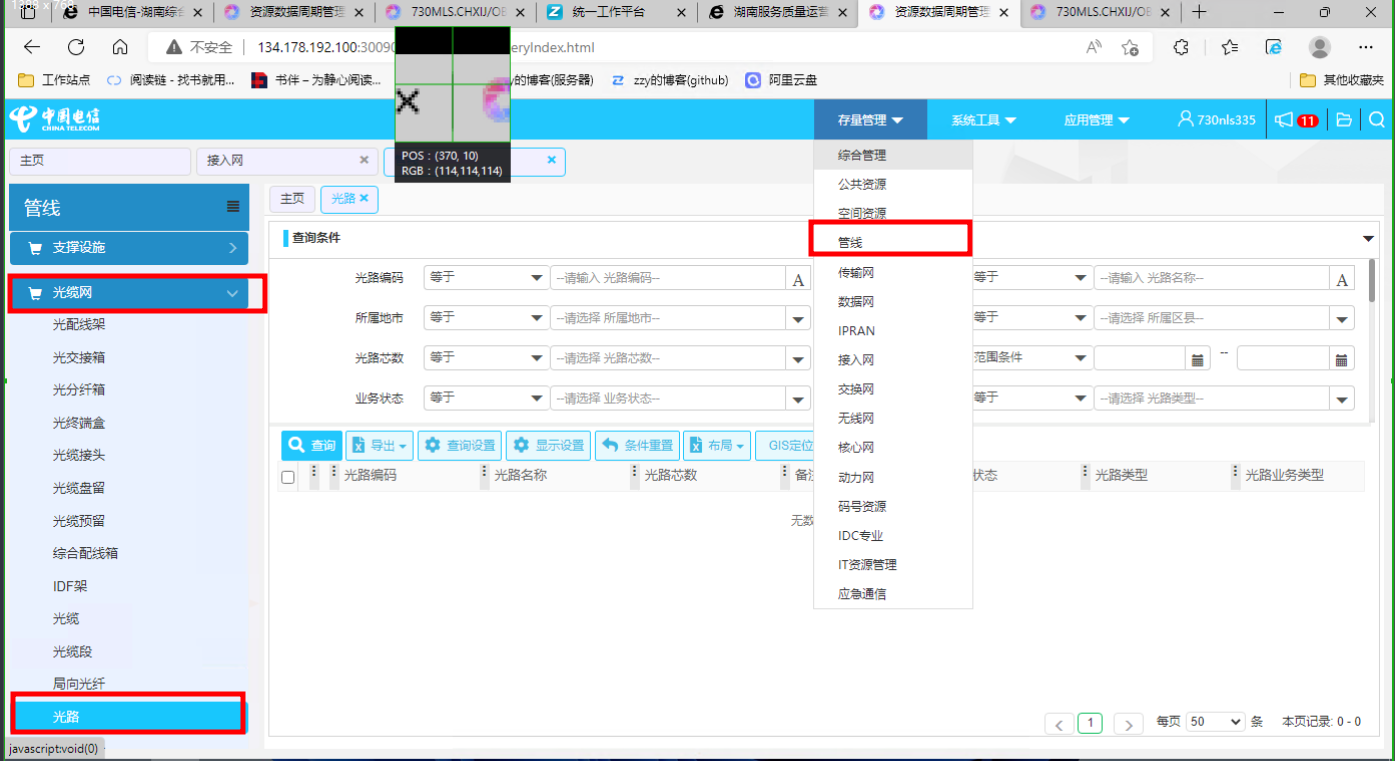 1393 x 768
中国电信-湖南综合 资源数据周期管理 730MLS.CHXIJ/OB 统一工作平台 湖南服务质量运营 资源数据周期管理 730MLS.CHXIJ/OB
不安全 134.178.192.100:3009 eryIndex.html
工作站点 阅读链 - 找书就用... 书伴 – 为静心阅读... y的博客(服务器) zzy的博客(github) 阿里云盘 其他收藏夹
中国电信 CHINA TELECOM 存量管理 系统工具 应用管理 730nls335 11
主页 接入网
POS : (370, 10)
RGB : (114,114,114)
管线
支撑设施
光缆网
光配线架
光交接箱
光分纤箱
光终端盒
光缆接头
光缆盘留
光缆预留
综合配线箱
IDF架
光缆
光缆段
局向光纤
光路
javascript:void(0)
主页 光路
查询条件
光路编码 等于 --请输入 光路编码-- A 等于 --请输入 光路名称-- A
所属地市 等于 --请选择 所属地市-- 等于 --请选择 所属区县--
光路芯数 等于 --请选择 光路芯数-- 范围条件 --
业务状态 等于 --请选择 业务状态-- 等于 --请选择 光路类型--
查询 导出 查询设置 显示设置 条件重置 布局 GIS定位
光路编码 光路名称 光路芯数 备 状态 光路类型 光路业务类型
无数
综合管理
公共资源
空间资源
管线
传输网
数据网
IPRAN
接入网
交换网
无线网
核心网
动力网
码号资源
IDC专业
IT资源管理
应急通信
1 每页 50 条 本页记录: 0 - 0